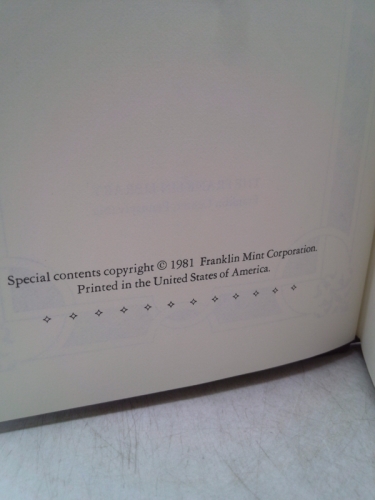 Special contents copyright © 1981 Franklin Mint Corporation.
Printed in the United States of America.